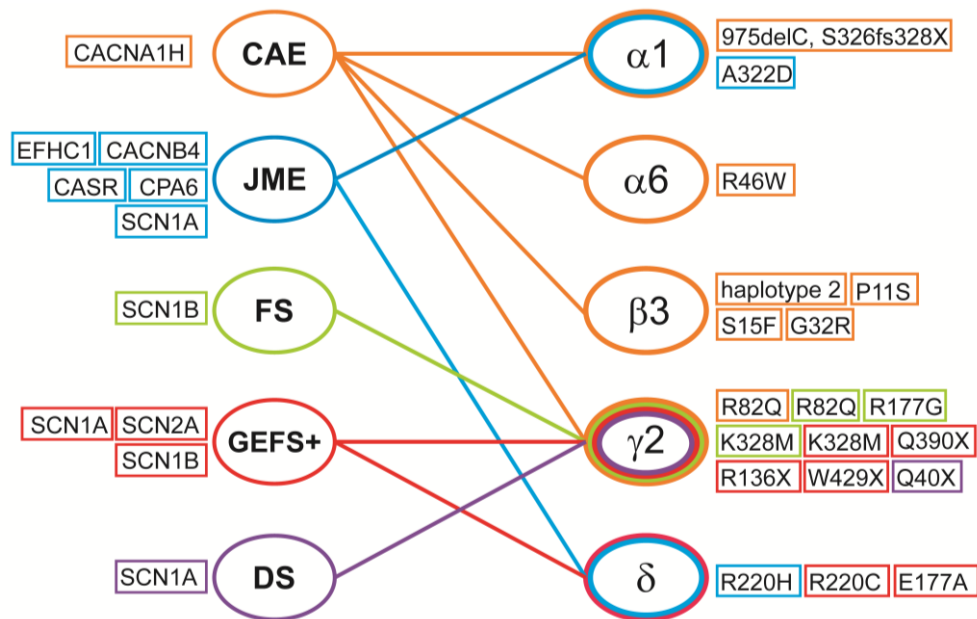 CACNA1H
CAE
α1
975delC, S326fs328X
A322D
EFHC1 CACNB4
CASR CPA6
SCN1A
JME
α6
R46W
SCN1B
FS
β3
haplotype 2 P11S
S15F G32R
SCN1A SCN2A
SCN1B
GEFS+
γ2
R82Q R82Q R177G
K328M K328M Q390X
R136X W429X Q40X
SCN1A
DS
δ
R220H R220C E177A